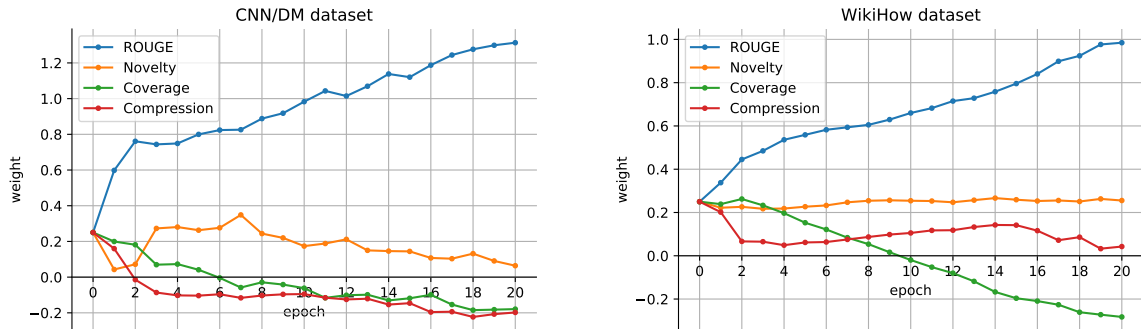 CNN/DM dataset
ROUGE
Novelty
Coverage
Compression
1.2
1.0
0.8
0.6
0.4
0.2
0.0
−0.2
weight
0 2 4 6 8 10 12 14 16 18 20
epoch
WikiHow dataset
ROUGE
Novelty
Coverage
Compression
1.0
0.8
0.6
0.4
0.2
0.0
−0.2
weight
0 2 4 6 8 10 12 14 16 18 20
epoch